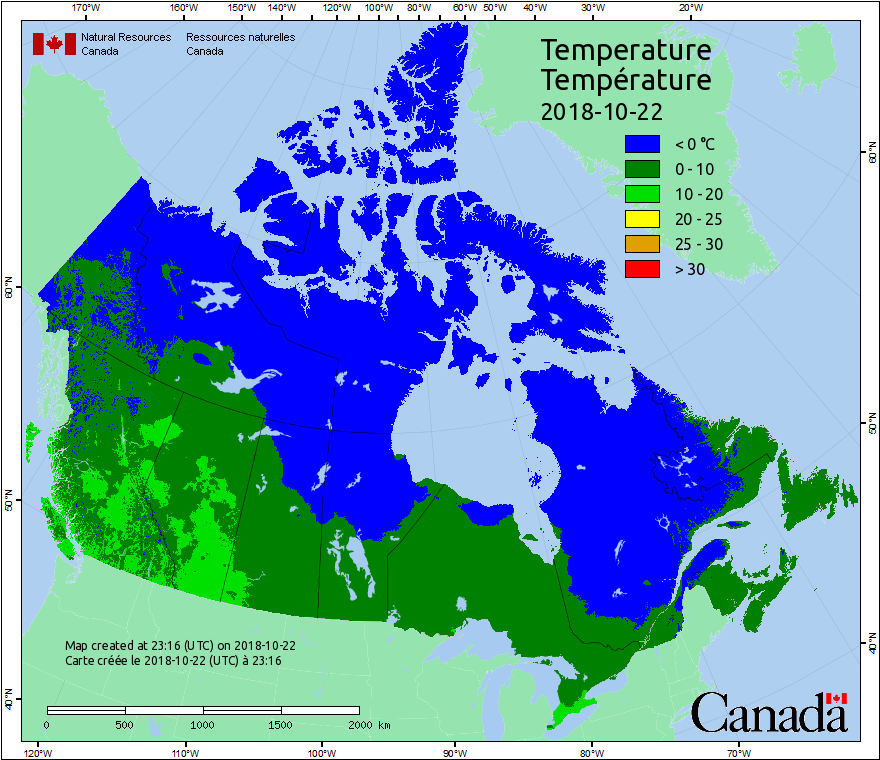 170°W 160°W 150°W 140°W 120°W 100°W 80°W 60°W 50°W 40°W 30°W 20°W
Natural Resources Ressources naturelles
Canada Canada
Temperature
Température
2018-10-22
< 0 °C
0 - 10
10 - 20
20 - 25
25 - 30
> 30
60°N
60°N
50°N
50°N
40°N
40°N
Map created at 23:16 (UTC) on 2018-10-22
Carte créée le 2018-10-22 (UTC) à 23:16
0 500 1000 1500 2000 km
Canada
120°W 110°W 100°W 90°W 80°W 70°W